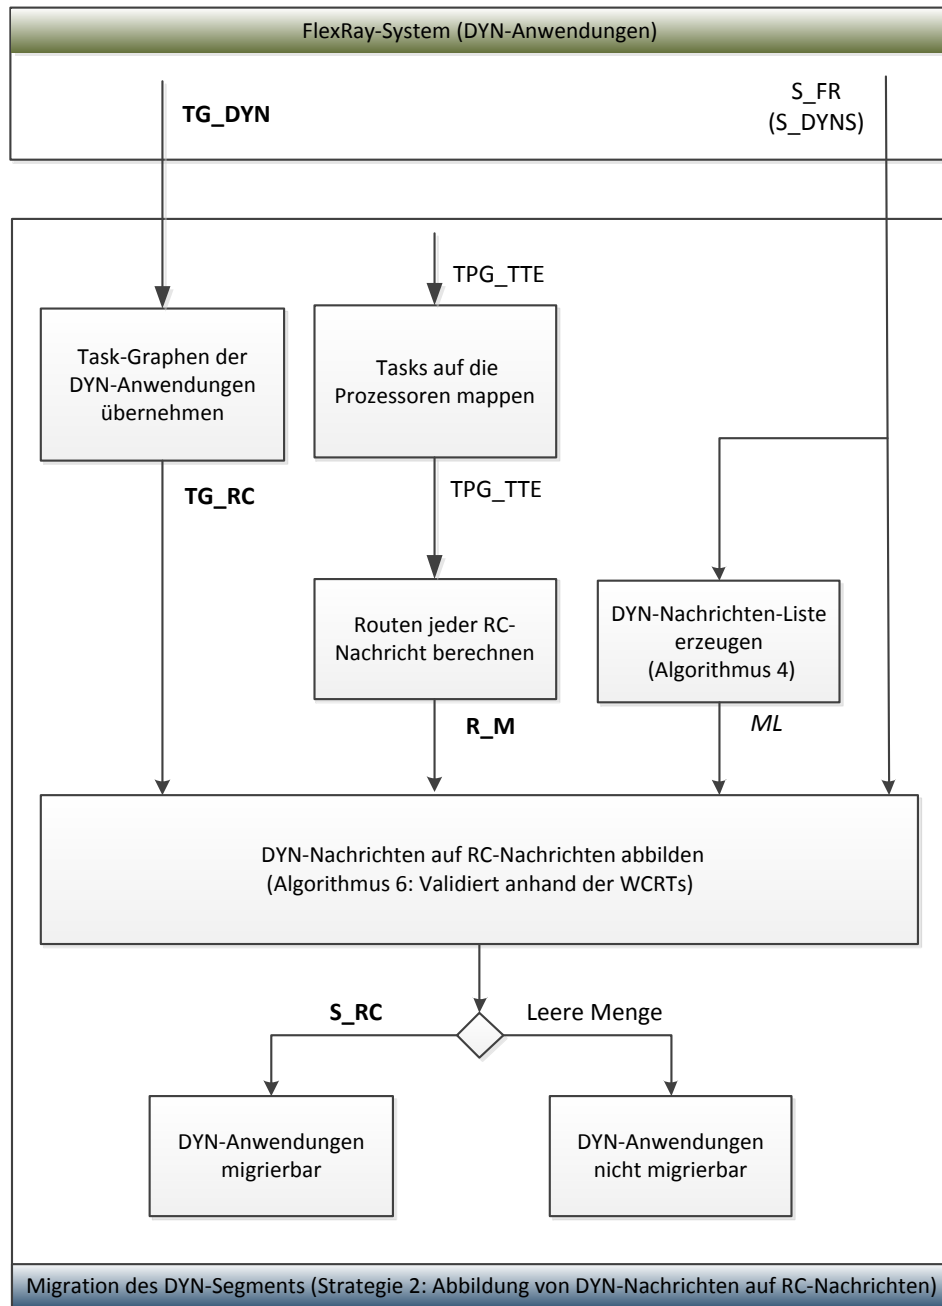 FlexRay-System (DYN-Anwendungen)
TG_DYN
S_FR
(S_DYNS)
TPG_TTE
Task-Graphen der
DYN-Anwendungen
übernehmen
Tasks auf die
Prozessoren mappen
TG_RC
TPG_TTE
Routen jeder RC-
Nachricht berechnen
DYN-Nachrichten-Liste
erzeugen
(Algorithmus 4)
R_M
ML
DYN-Nachrichten auf RC-Nachrichten abbilden
(Algorithmus 6: Validiert anhand der WCRTs)
S_RC
Leere Menge
DYN-Anwendungen
migrierbar
DYN-Anwendungen
nicht migrierbar
Migration des DYN-Segments (Strategie 2: Abbildung von DYN-Nachrichten auf RC-Nachrichten)